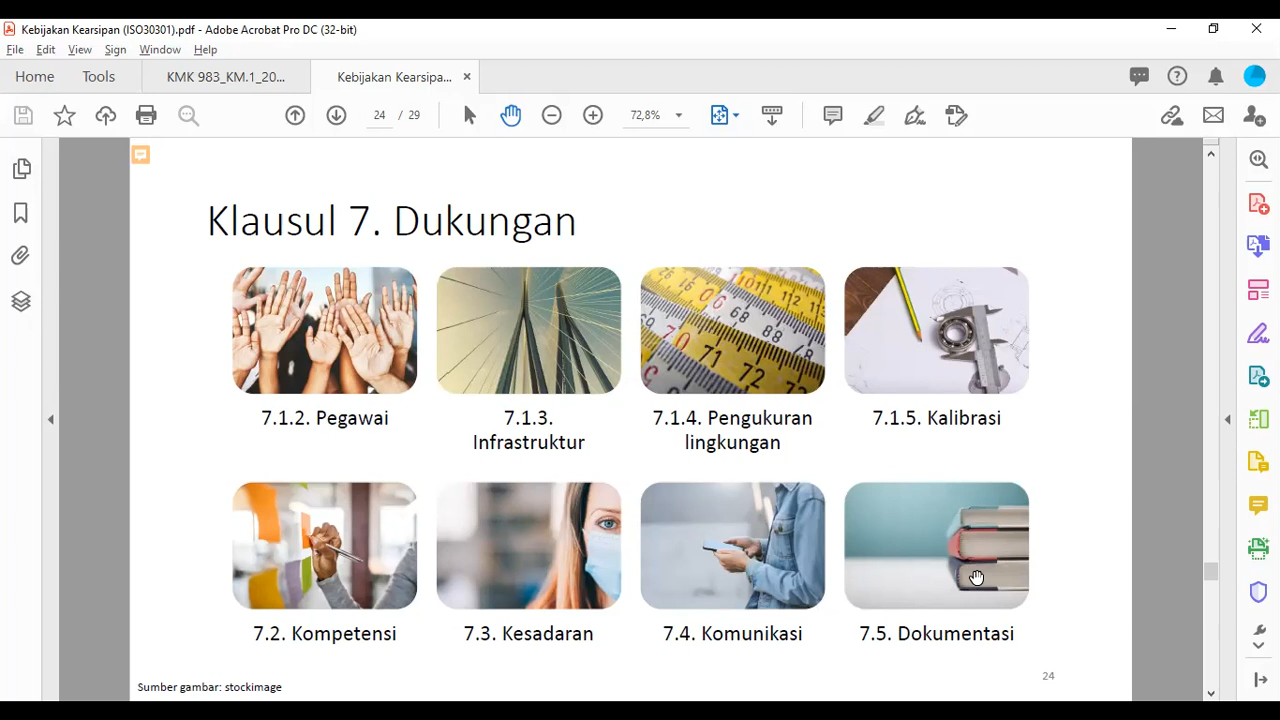 Kebijakan Kearsipan (ISO30301).pdf - Adobe Acrobat Pro DC (32-bit)
File Edit View Sign Window Help
Home Tools KMK 983_KM.1_20... Kebijakan Kearsipa... ×
24 / 29 72,8%
Klausul 7. Dukungan
7.1.2. Pegawai
7.1.3.
Infrastruktur
7.1.4. Pengukuran
lingkungan
7.1.5. Kalibrasi
7.2. Kompetensi
7.3. Kesadaran
7.4. Komunikasi
7.5. Dokumentasi
24
Sumber gambar: stockimage